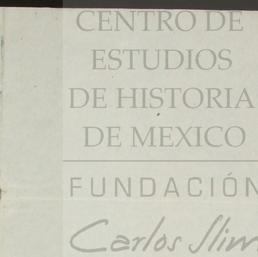 CENTRO DE
ESTUDIOS
DE HISTORIA
DE MEXICO
FUNDACIÓN
Carlos Slim